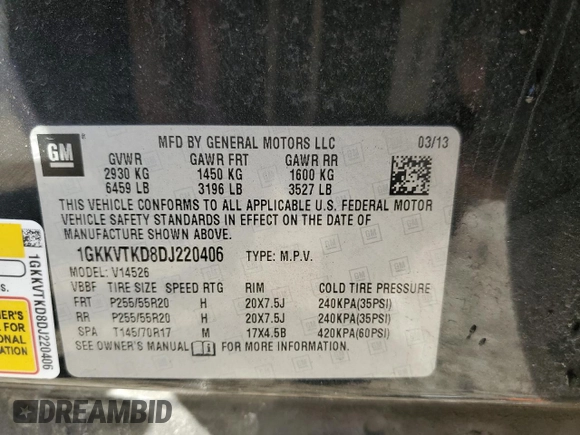 GM
MFD BY GENERAL MOTORS LLC 03/13
GVWR GAWR FRT GAWR RR
2930 KG 1450 KG 1600 KG
6459 LB 3196 LB 3527 LB
THIS VEHICLE CONFORMS TO ALL APPLICABLE U.S. FEDERAL MOTOR
VEHICLE SAFETY STANDARDS IN EFFECT ON THE DATE OF
MANUFACTURE SHOWN ABOVE.
1GKKVTKD8DJ220406 TYPE: M.P.V.
MODEL: V14526
VBBF TIRE SIZE SPEED RTG RIM COLD TIRE PRESSURE
FRT P255/55R20 H 20X7.5J 240KPA(35PSI)
RR P255/55R20 H 20X7.5J 240KPA(35PSI)
SPA T145/70R17 M 17X4.5B 420KPA(60PSI)
SEE OWNER'S MANUAL FOR MORE INFORMATION.
1GKKVTKD8DJ220406
OF
ONAL
DREAMBID